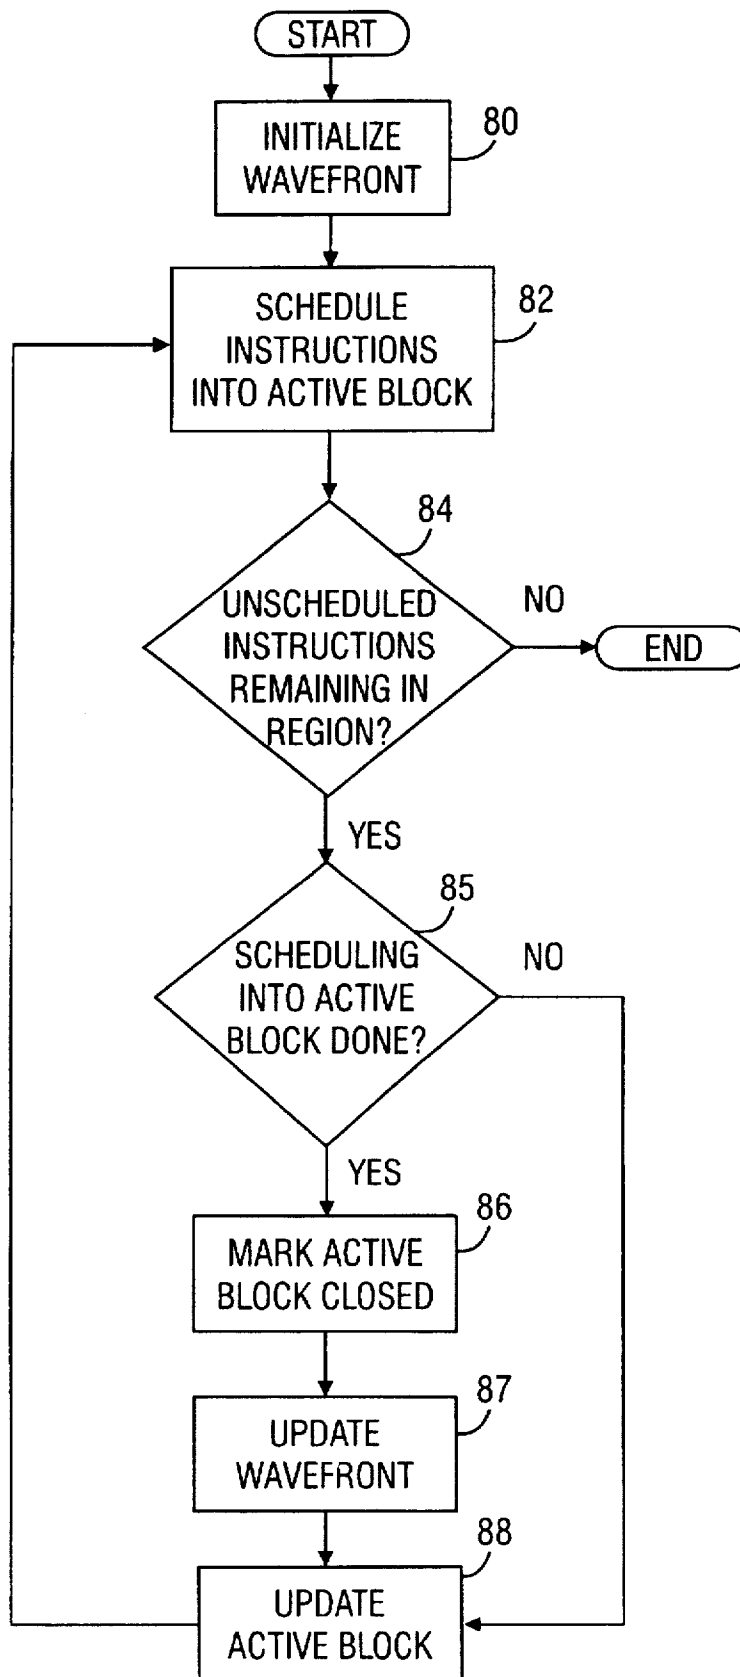 START
INITIALIZE
WAVEFRONT
80
SCHEDULE
INSTRUCTIONS
INTO ACTIVE BLOCK
82
84
UNSCHEDULED
INSTRUCTIONS
REMAINING IN
REGION?
NO
END
YES
85
SCHEDULING
INTO ACTIVE
BLOCK DONE?
NO
YES
86
MARK ACTIVE
BLOCK CLOSED
87
UPDATE
WAVEFRONT
88
UPDATE
ACTIVE BLOCK